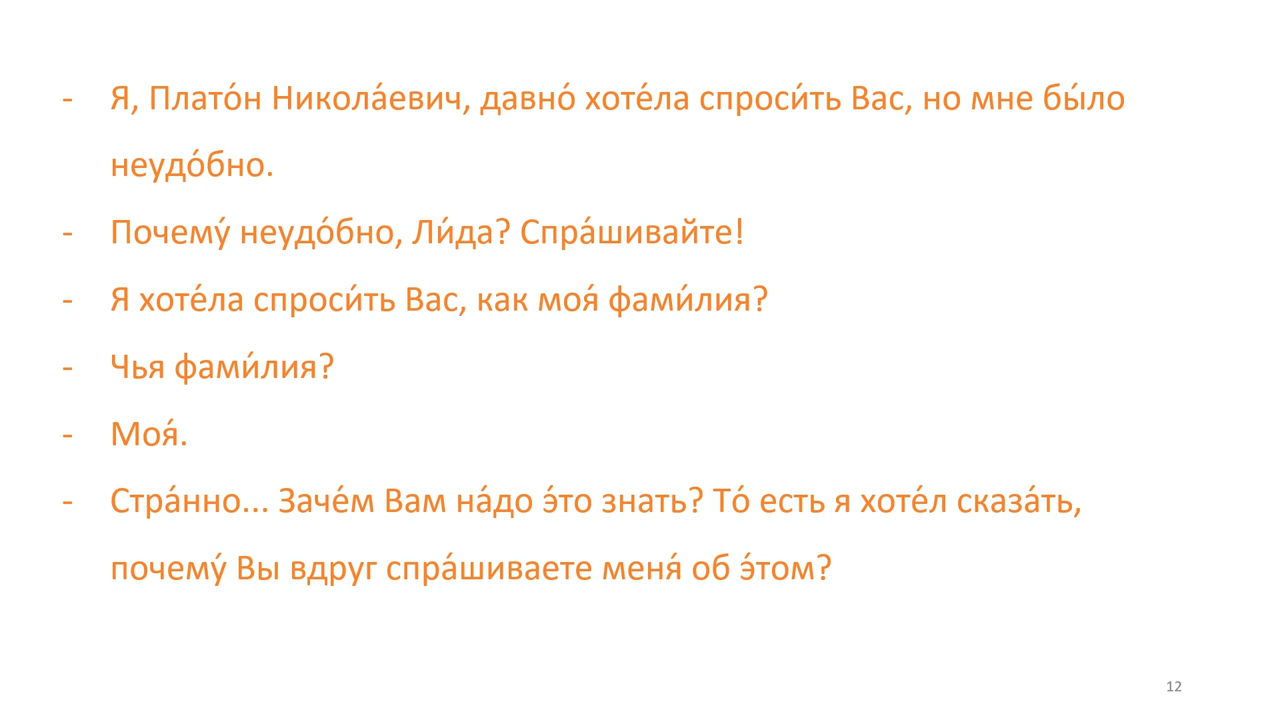 - Я, Плато́н Никола́евич, давно́ хоте́ла спроси́ть Вас, но мне бы́ло
неудо́бно.
- Почему́ неудо́бно, Ли́да? Спра́шивайте!
- Я хоте́ла спроси́ть Вас, как моя́ фами́лия?
- Чья фами́лия?
- Моя́.
- Стра́нно... Заче́м Вам на́до э́то знать? То́ есть я хоте́л сказа́ть,
почему́ Вы вдруг спра́шиваете меня́ об э́том?
12